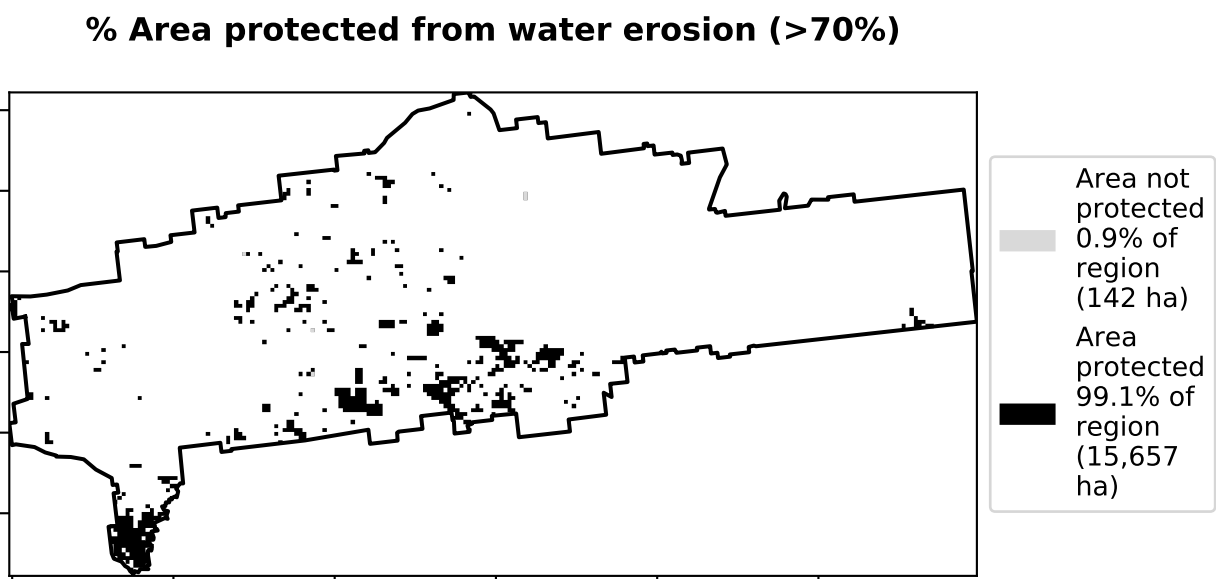 % Area protected from water erosion (>70%)
Area not
protected
0.9% of
region
(142 ha)
Area
protected
99.1% of
region
(15,657
ha)